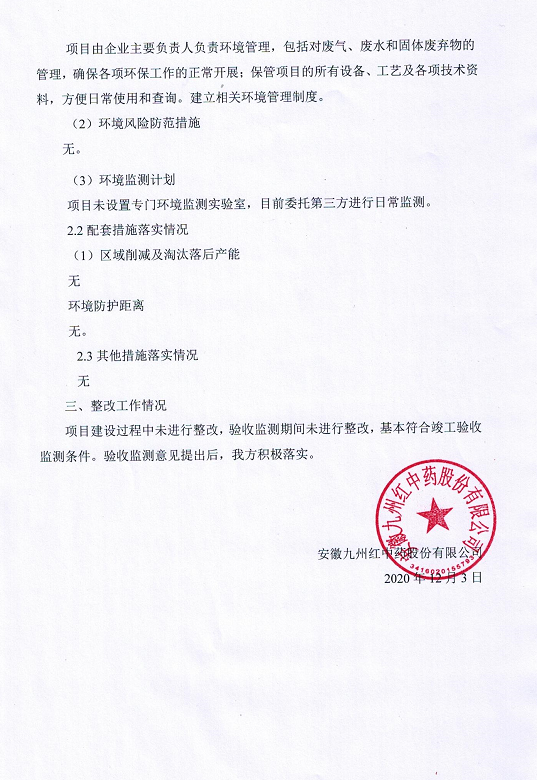 项目由企业主要负责人负责环境管理，包括对废气、废水和固体废弃物的
管理，确保各项环保工作的正常开展；保管项目的所有设备、工艺及各项技术资
料，方便日常使用和查询。建立相关环境管理制度。
（2）环境风险防范措施
无。
（3）环境监测计划
项目未设置专门环境监测实验室，目前委托第三方进行日常监测。
2.2 配套措施落实情况
（1）区域削减及淘汰落后产能
无
环境防护距离
无。
2.3 其他措施落实情况
无
三、整改工作情况
项目建设过程中未进行整改，验收监测期间未进行整改，基本符合竣工验收
监测条件。验收监测意见提出后，我方积极落实。
安徽九州红中药股份有限公司
3416020155793
安徽九州红中药股份有限公司
2020 年 12 月 3 日